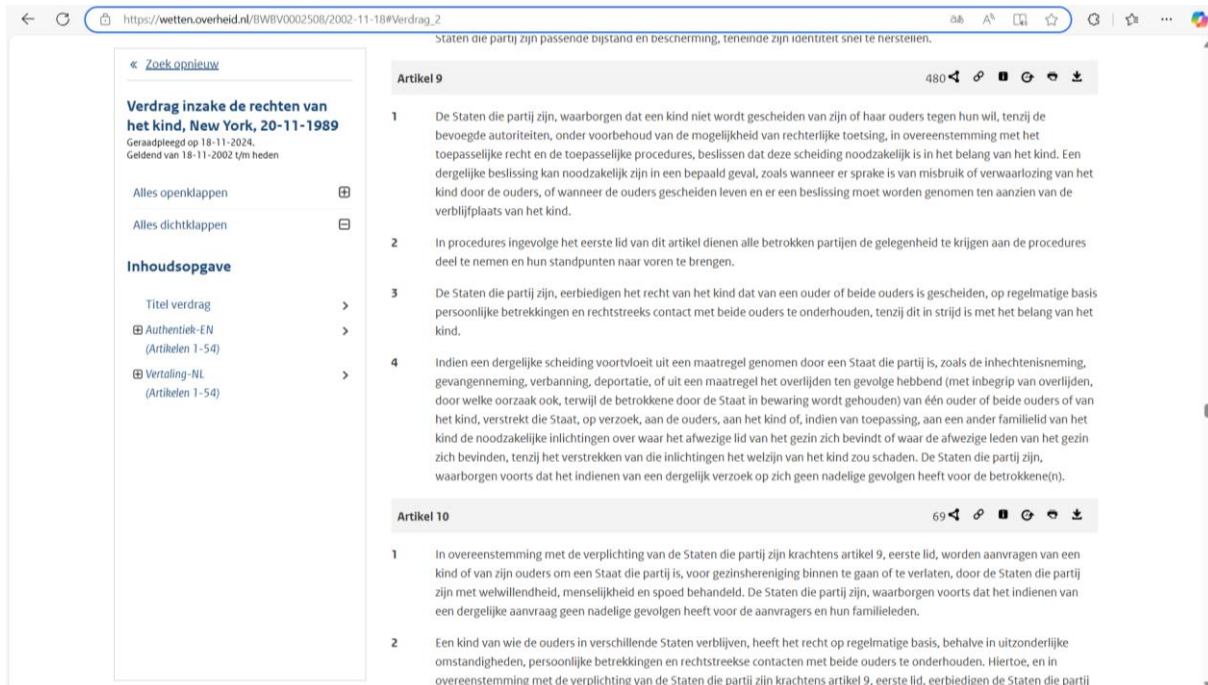 https://wetten.overheid.nl/BWBV0002508/2002-11-18#Verdrag_2
Staten die partij zijn passende bijstand en bescherming, teneinde zijn identiteit snel te herstellen.
« Zoek opnieuw
Verdrag inzake de rechten van
het kind, New York, 20-11-1989
Geraadpleegd op 18-11-2024.
Geldend van 18-11-2002 t/m heden
Alles openklappen
Alles dichtklappen
Inhoudsopgave
Titel verdrag
Authentiek-EN
(Artikelen 1-54)
Vertaling-NL
(Artikelen 1-54)
Artikel 9
480
1 De Staten die partij zijn, waarborgen dat een kind niet wordt gescheiden van zijn of haar ouders tegen hun wil, tenzij de
bevoegde autoriteiten, onder voorbehoud van de mogelijkheid van rechterlijke toetsing, in overeenstemming met het
toepasselijke recht en de toepasselijke procedures, beslissen dat deze scheiding noodzakelijk is in het belang van het kind. Een
dergelijke beslissing kan noodzakelijk zijn in een bepaald geval, zoals wanneer er sprake is van misbruik of verwaarlozing van het
kind door de ouders, of wanneer de ouders gescheiden leven en er een beslissing moet worden genomen ten aanzien van de
verblijfplaats van het kind.
2 In procedures ingevolge het eerste lid van dit artikel dienen alle betrokken partijen de gelegenheid te krijgen aan de procedures
deel te nemen en hun standpunten naar voren te brengen.
3 De Staten die partij zijn, eerbiedigen het recht van het kind dat van een ouder of beide ouders is gescheiden, op regelmatige basis
persoonlijke betrekkingen en rechtstreeks contact met beide ouders te onderhouden, tenzij dit in strijd is met het belang van het
kind.
4 Indien een dergelijke scheiding voortvloeit uit een maatregel genomen door een Staat die partij is, zoals de inhechtenisneming,
gevangenneming, verbanning, deportatie, of uit een maatregel het overlijden ten gevolge hebbend (met inbegrip van overlijden,
door welke oorzaak ook, terwijl de betrokkene door de Staat in bewaring wordt gehouden) van één ouder of beide ouders of van
het kind, verstrekt die Staat, op verzoek, aan de ouders, aan het kind of, indien van toepassing, aan een ander familielid van het
kind de noodzakelijke inlichtingen over waar het afwezige lid van het gezin zich bevindt of waar de afwezige leden van het gezin
zich bevinden, tenzij het verstrekken van die inlichtingen het welzijn van het kind zou schaden. De Staten die partij zijn,
waarborgen voorts dat het indienen van een dergelijk verzoek op zich geen nadelige gevolgen heeft voor de betrokkene(n).
Artikel 10
69
1 In overeenstemming met de verplichting van de Staten die partij zijn krachtens artikel 9, eerste lid, worden aanvragen van een
kind of van zijn ouders om een Staat die partij is, voor gezinshereniging binnen te gaan of te verlaten, door de Staten die partij
zijn met welwillendheid, menselijkheid en spoed behandeld. De Staten die partij zijn, waarborgen voorts dat het indienen van
een dergelijke aanvraag geen nadelige gevolgen heeft voor de aanvragers en hun familieleden.
2 Een kind van wie de ouders in verschillende Staten verblijven, heeft het recht op regelmatige basis, behalve in uitzonderlijke
omstandigheden, persoonlijke betrekkingen en rechtstreekse contacten met beide ouders te onderhouden. Hiertoe, en in
overeenstemming met de verplichting van de Staten die partij zijn krachtens artikel 9, eerste lid, eerbiedigen de Staten die partij